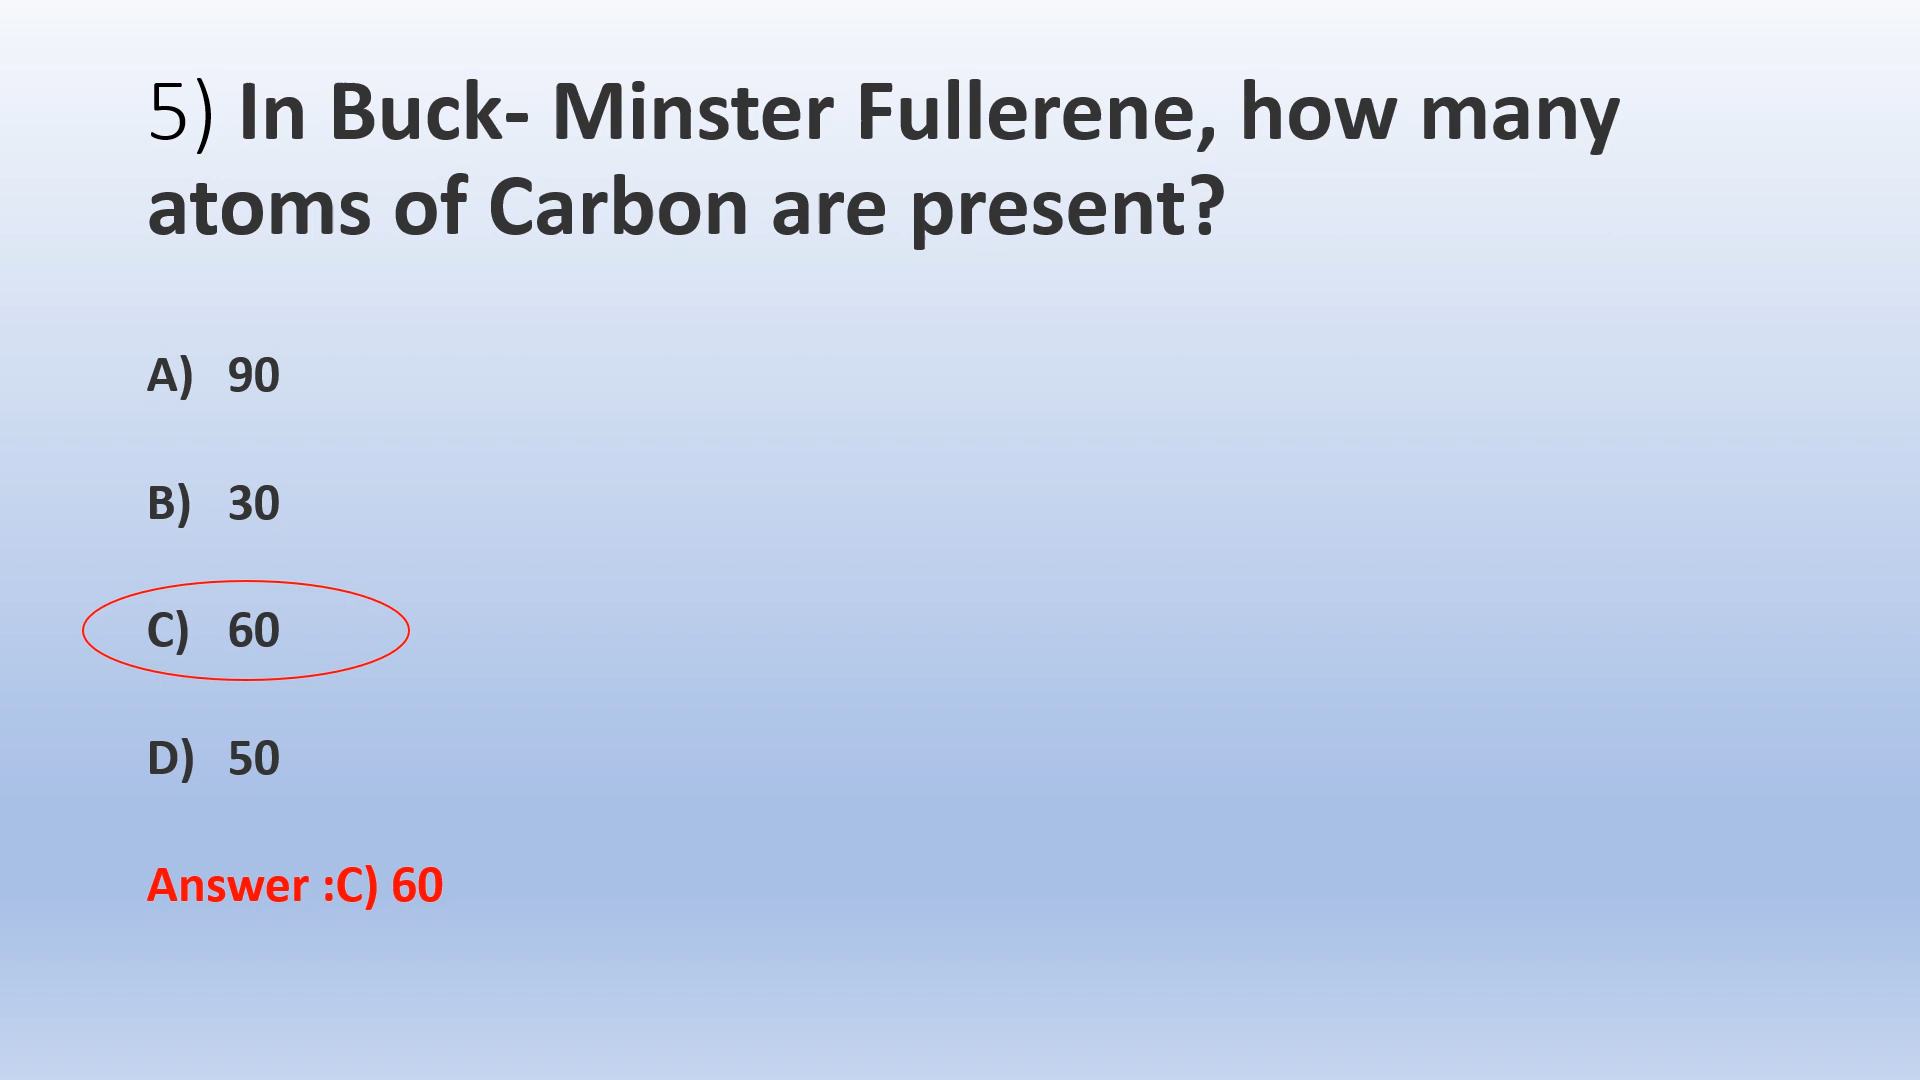 5) In Buck- Minster Fullerene, how many
atoms of Carbon are present?
A) 90
B) 30
C) 60
D) 50
Answer :C) 60